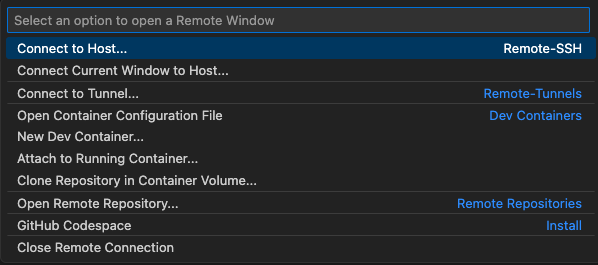 Select an option to open a Remote Window
Connect to Host... Remote-SSH
Connect Current Window to Host...
Connect to Tunnel... Remote-Tunnels
Open Container Configuration File Dev Containers
New Dev Container...
Attach to Running Container...
Clone Repository in Container Volume...
Open Remote Repository... Remote Repositories
GitHub Codespace Install
Close Remote Connection